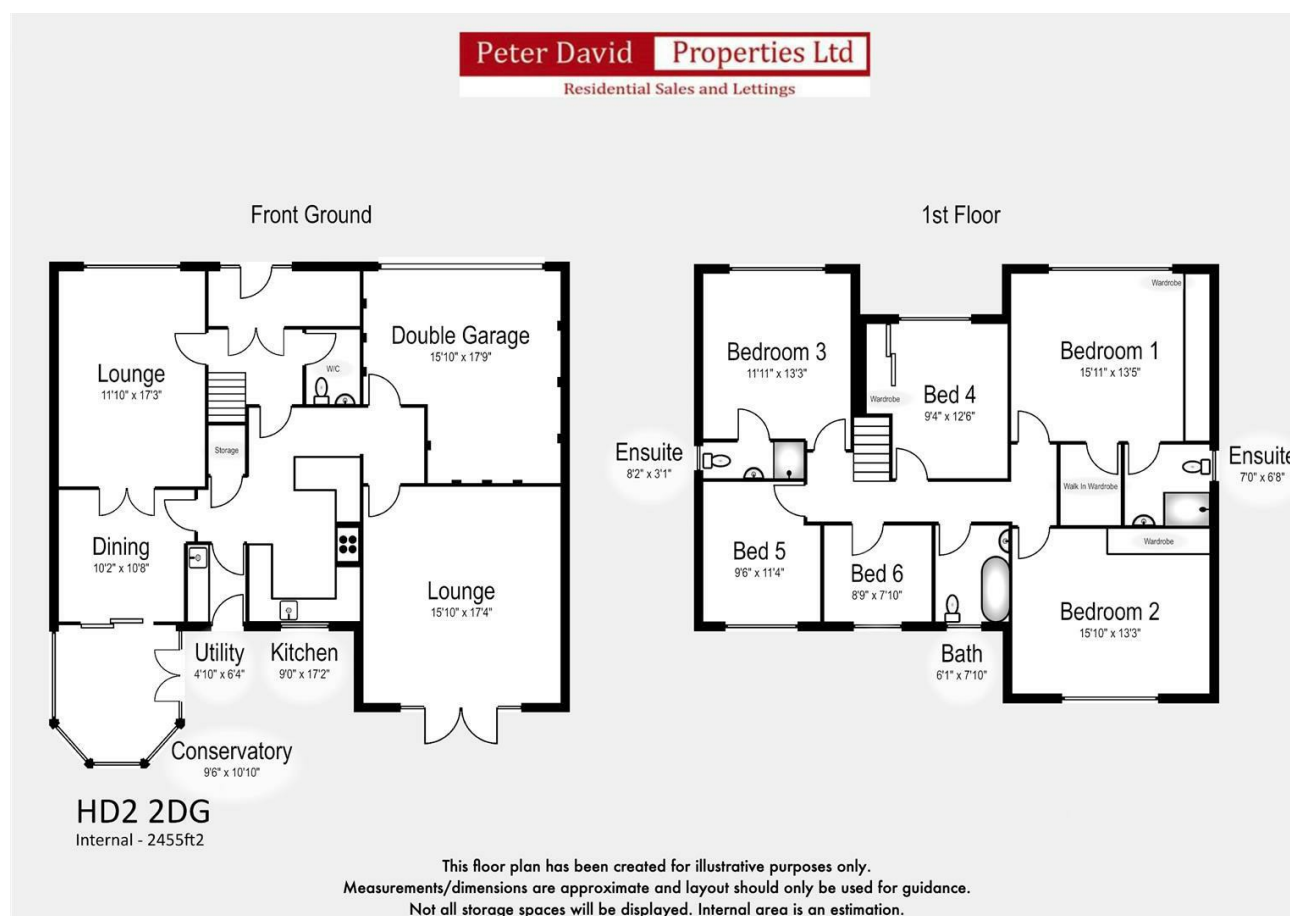 Peter David Properties Ltd
Residential Sales and Lettings
Front Ground
Lounge
11'10" x 17'3"
Double Garage
15'10" x 17'9"
W/C
Storage
Dining
10'2" x 10'8"
Lounge
15'10" x 17'4"
Utility
4'10" x 6'4"
Kitchen
9'0" x 17'2"
Conservatory
9'6" x 10'10"
1st Floor
Wardrobe
Bedroom 3
11'11" x 13'3"
Bedroom 1
15'11" x 13'5"
Wardrobe
Bed 4
9'4" x 12'6"
Ensuite
8'2" x 3'1"
Ensuite
7'0" x 6'8"
Walk In Wardrobe
Wardrobe
Bed 5
9'6" x 11'4"
Bed 6
8'9" x 7'10"
Bedroom 2
15'10" x 13'3"
Bath
6'1" x 7'10"
HD2 2DG
Internal - 2455ft2
This floor plan has been created for illustrative purposes only.
Measurements/dimensions are approximate and layout should only be used for guidance.
Not all storage spaces will be displayed. Internal area is an estimation.